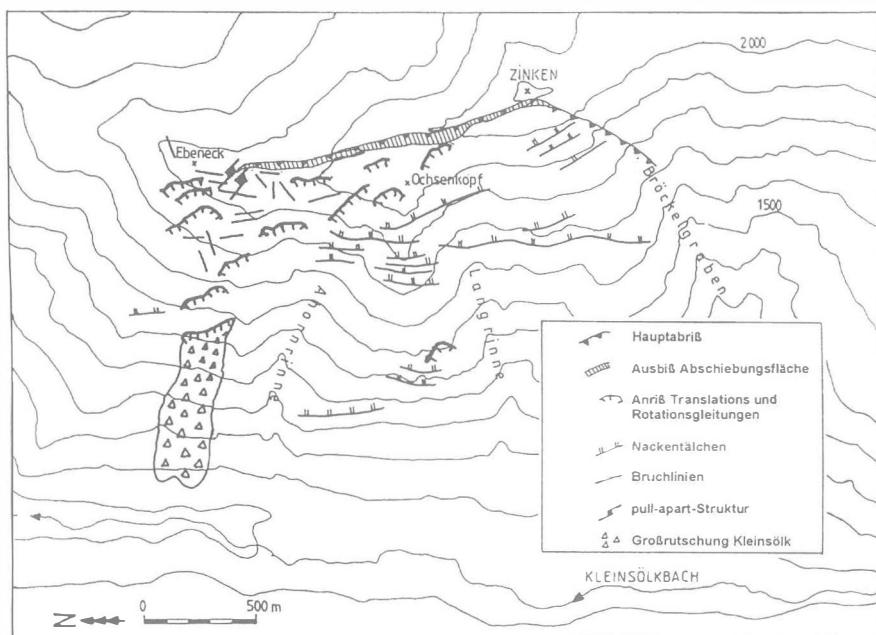 2000
ZINKEN
Ebeneck
Ochsenkopf
Bröckengraben
1500
Ahornrinne
Langrinne
Hauptabriß
Ausbiß Abschiebungsfläche
Anriß Translations und
Rotationsgleitungen
Nackentälchen
Bruchlinien
pull-apart-Struktur
Großrutschung Kleinsölk
KLEINSÖLKBACH
N
0
500 m